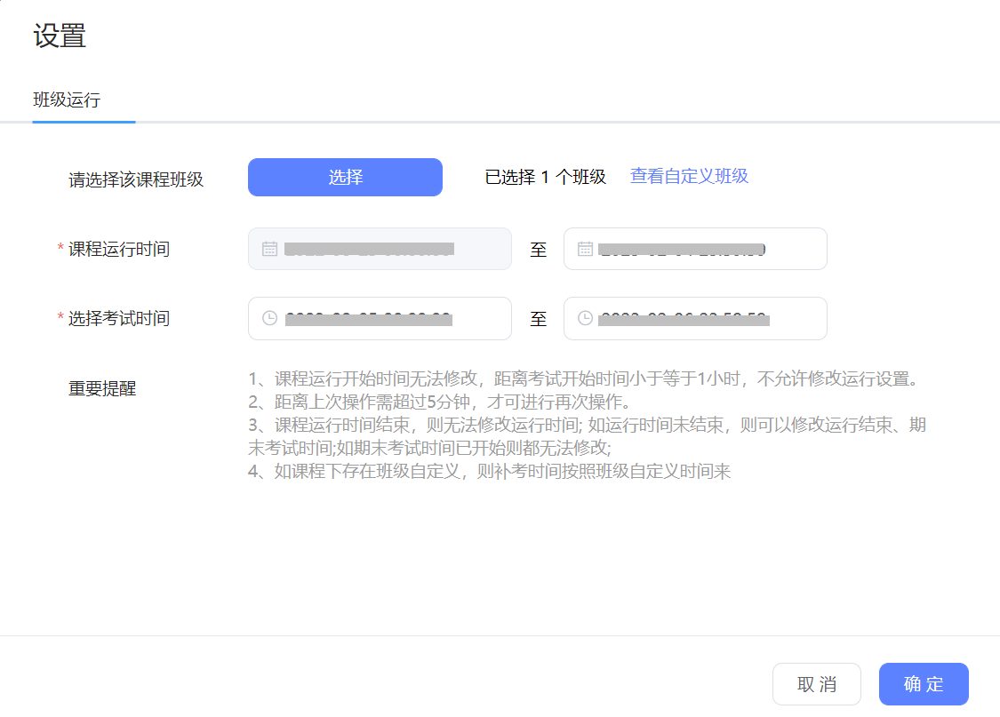 设置
班级运行
请选择该课程班级 选择 已选择 1 个班级 查看自定义班级
* 课程运行时间 至
* 选择考试时间 至
重要提醒
1、课程运行开始时间无法修改，距离考试开始时间小于等于1小时，不允许修改运行设置。
2、距离上次操作需超过5分钟，才可进行再次操作。
3、课程运行时间结束，则无法修改运行时间; 如运行时间未结束，则可以修改运行结束、期
末考试时间;如期末考试时间已开始则都无法修改;
4、如课程下存在班级自定义，则补考时间按照班级自定义时间来
取 消 确 定